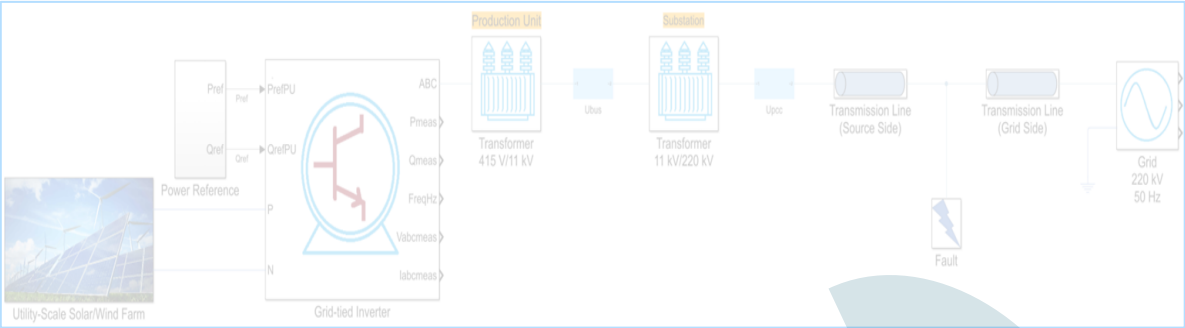 Production Unit
Substation
Pref
Pref
PrefPU
ABC
Ubus
Upcc
Transmission Line
(Source Side)
Transmission Line
(Grid Side)
Pmeas
Transformer
415 V/11 kV
Transformer
11 kV/220 kV
Qref
Qref
QrefPU
Qmeas
Grid
220 kV
50 Hz
Power Reference
FreqHz
P
Vabcmeas
Fault
N
Iabcmeas
Utility-Scale Solar/Wind Farm
Grid-tied Inverter